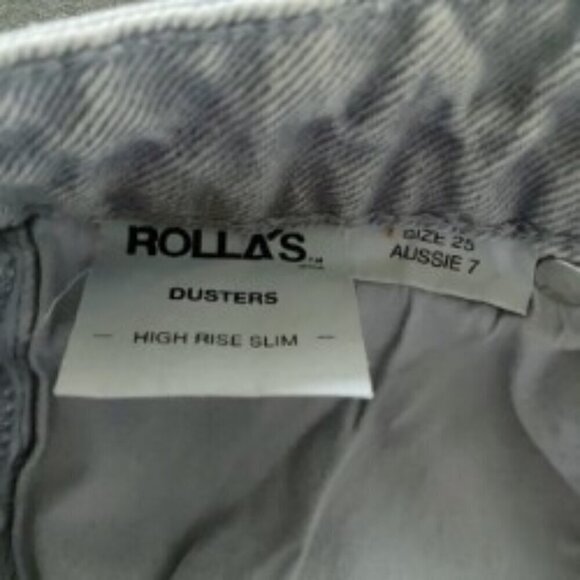 ROLLA'S
DUSTERS
- HIGH RISE SLIM -
SIZE 25
AUSSIE 7